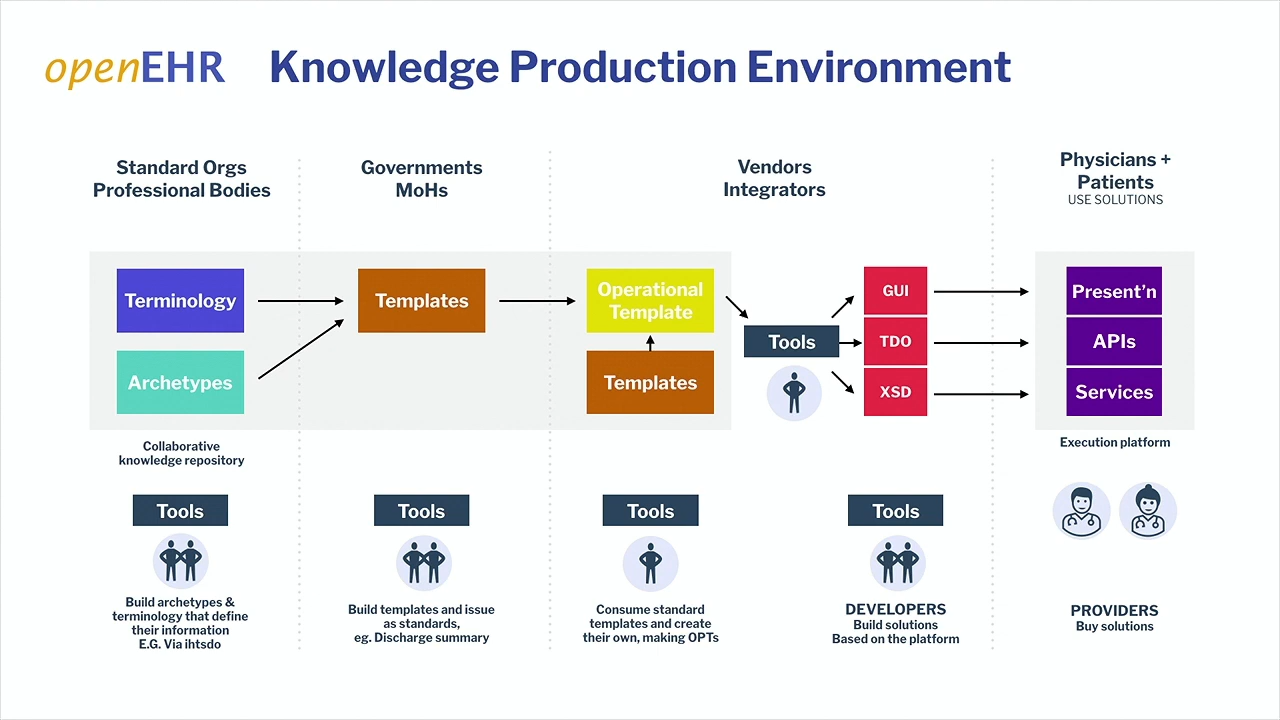 openEHR Knowledge Production Environment
Standard Orgs
Professional Bodies
Governments
MoHs
Vendors
Integrators
Physicians +
Patients
USE SOLUTIONS
Terminology
Archetypes
Templates
Operational
Template
Templates
Tools
GUI
TDO
XSD
Present'n
APIs
Services
Collaborative
knowledge repository
Execution platform
Tools
Tools
Tools
Tools
Build archetypes &
terminology that define
their information
E.G. Via ihtsdo
Build templates and issue
as standards,
eg. Discharge summary
Consume standard
templates and create
their own, making OPTs
DEVELOPERS
Build solutions
Based on the platform
PROVIDERS
Buy solutions